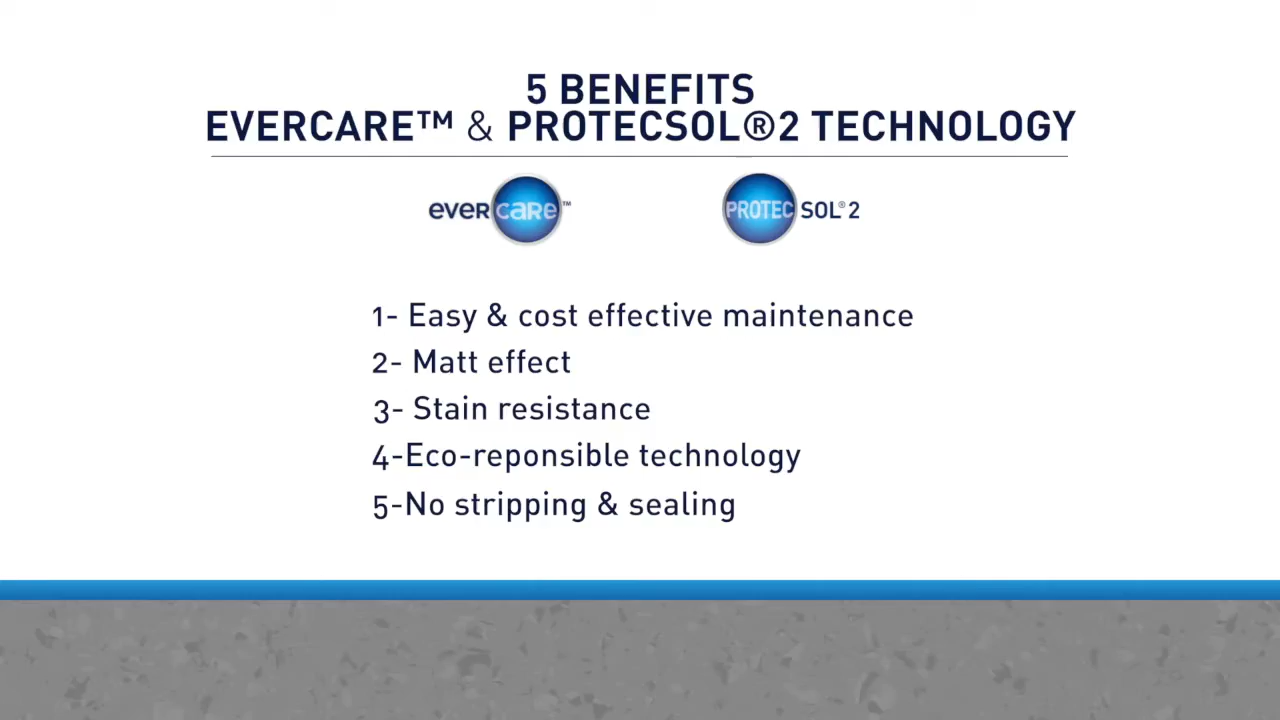 5 BENEFITS
EVERCARE™ & PROTECSOL®2 TECHNOLOGY
evercare™
PROTECSOL®2
1- Easy & cost effective maintenance
2- Matt effect
3- Stain resistance
4-Eco-reponsible technology
5-No stripping & sealing